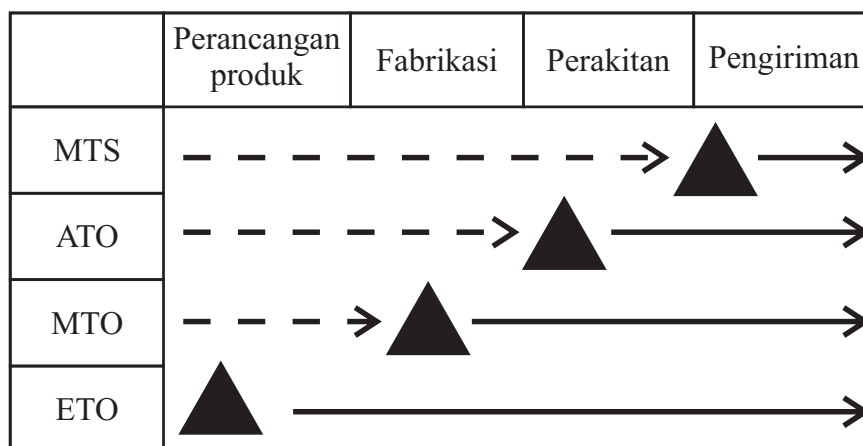 Perancangan
produk
Fabrikasi
Perakitan
Pengiriman
MTS
ATO
MTO
ETO